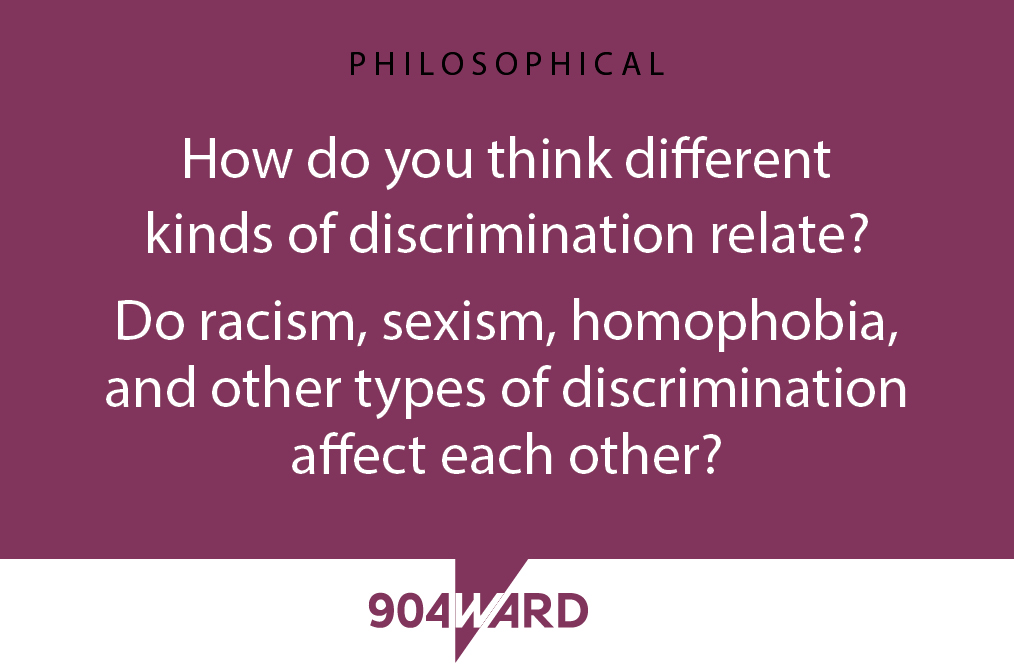 PHILOSOPHICAL
How do you think different
kinds of discrimination relate?
Do racism, sexism, homophobia,
and other types of discrimination
affect each other?
904WARD